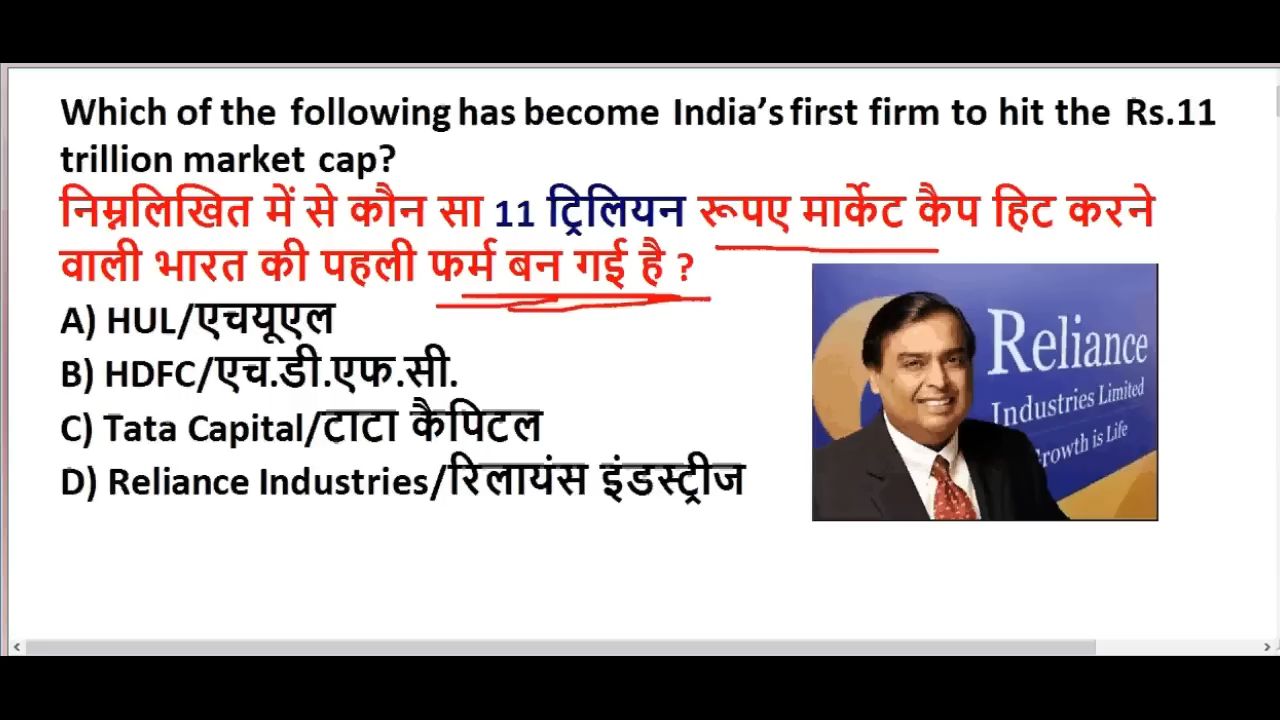 Which of the following has become India’s first firm to hit the Rs.11
trillion market cap?
निम्नलिखित में से कौन सा 11 ट्रिलियन रूपए मार्केट कैप हिट करने
वाली भारत की पहली फर्म बन गई है ?
A) HUL/एचयूएल
B) HDFC/एच.डी.एफ.सी.
C) Tata Capital/टाटा कैपिटल
D) Reliance Industries/रिलायंस इंडस्ट्रीज
Reliance
Industries Limited
Growth is Life